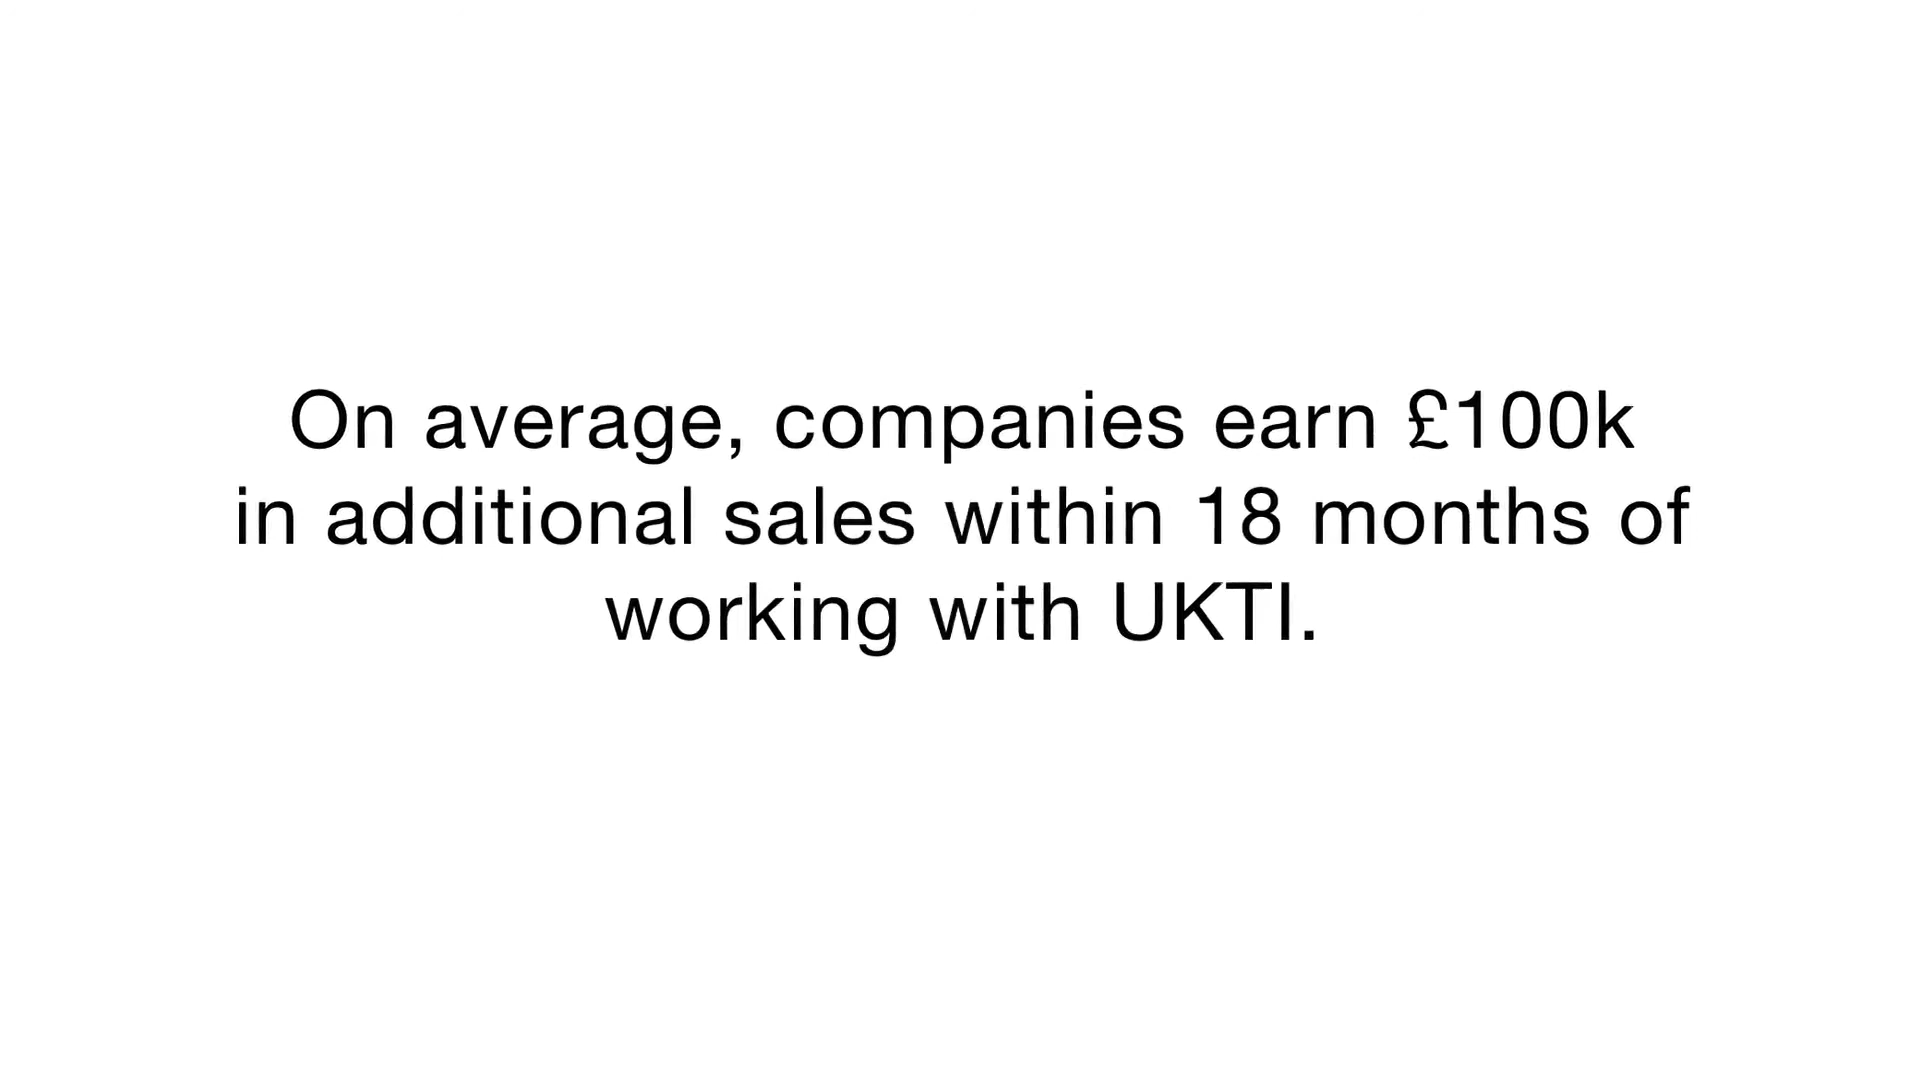 On average, companies earn £100k
in additional sales within 18 months of
working with UKTI.